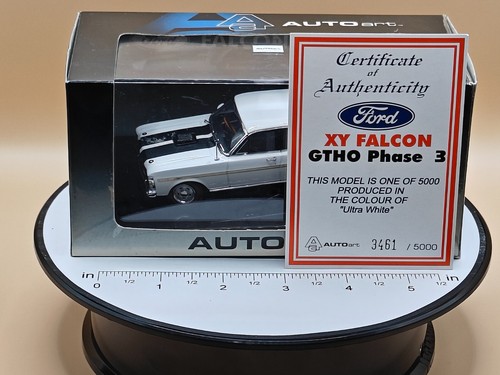 AUTOart
FALCON
Certificate
of
Authenticity
Ford
XY FALCON
GTHO Phase 3
THIS MODEL IS ONE OF 5000
PRODUCED IN
THE COLOUR OF
"Ultra White"
AUTOart 3461 / 5000
AUTO
in 0 1/2 1 1/2 2 1/2 3 1/2 4 1/2 5 1/2 in